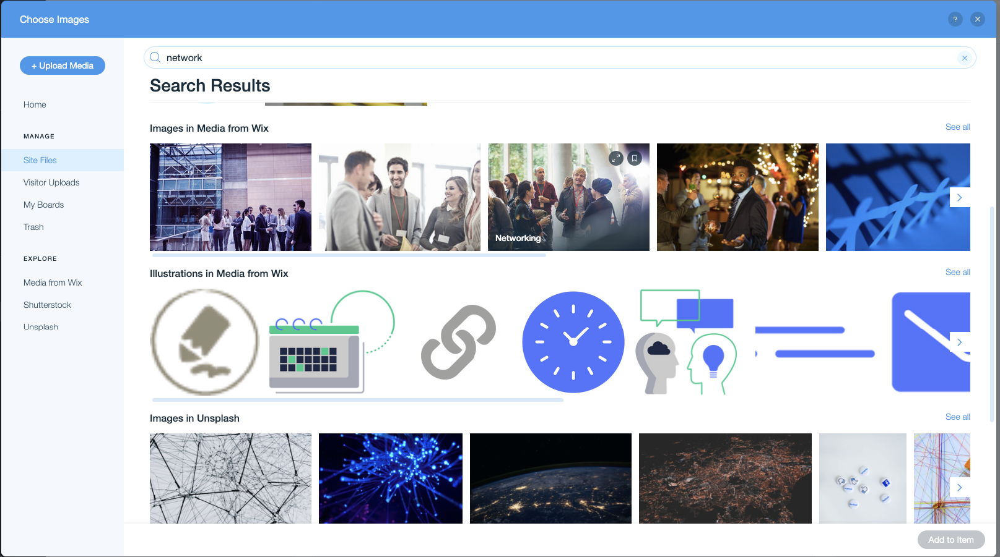 Choose Images
?
+ Upload Media
network
Search Results
Home
MANAGE
Site Files
Visitor Uploads
My Boards
Trash
EXPLORE
Media from Wix
Shutterstock
Unsplash
Images in Media from Wix
See all
Networking
Illustrations in Media from Wix
See all
Images in Unsplash
See all
Add to Item